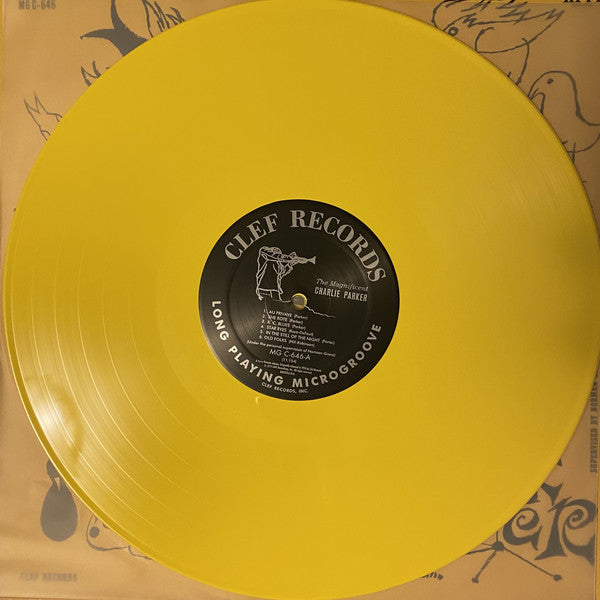 MG C-646
CLEF RECORDS
The Magnificent
CHARLIE PARKER
1. AU PRIVAVE (Parker)
2. SHE ROTE (Parker)
3. K. C. BLUES (Parker)
4. STAR EYES (Raye-DePaul)
5. IN THE STILL OF THE NIGHT (Porter)
6. OLD FOLKS (Hill-Robison)
(Under the personal supervision of Norman Granz)
MG C-646-A
(11,154)
CLEF RECORDS, INC.
LONG PLAYING MICROGROOVE
SUPERVISED BY NORMAN
CLEF RECORDS